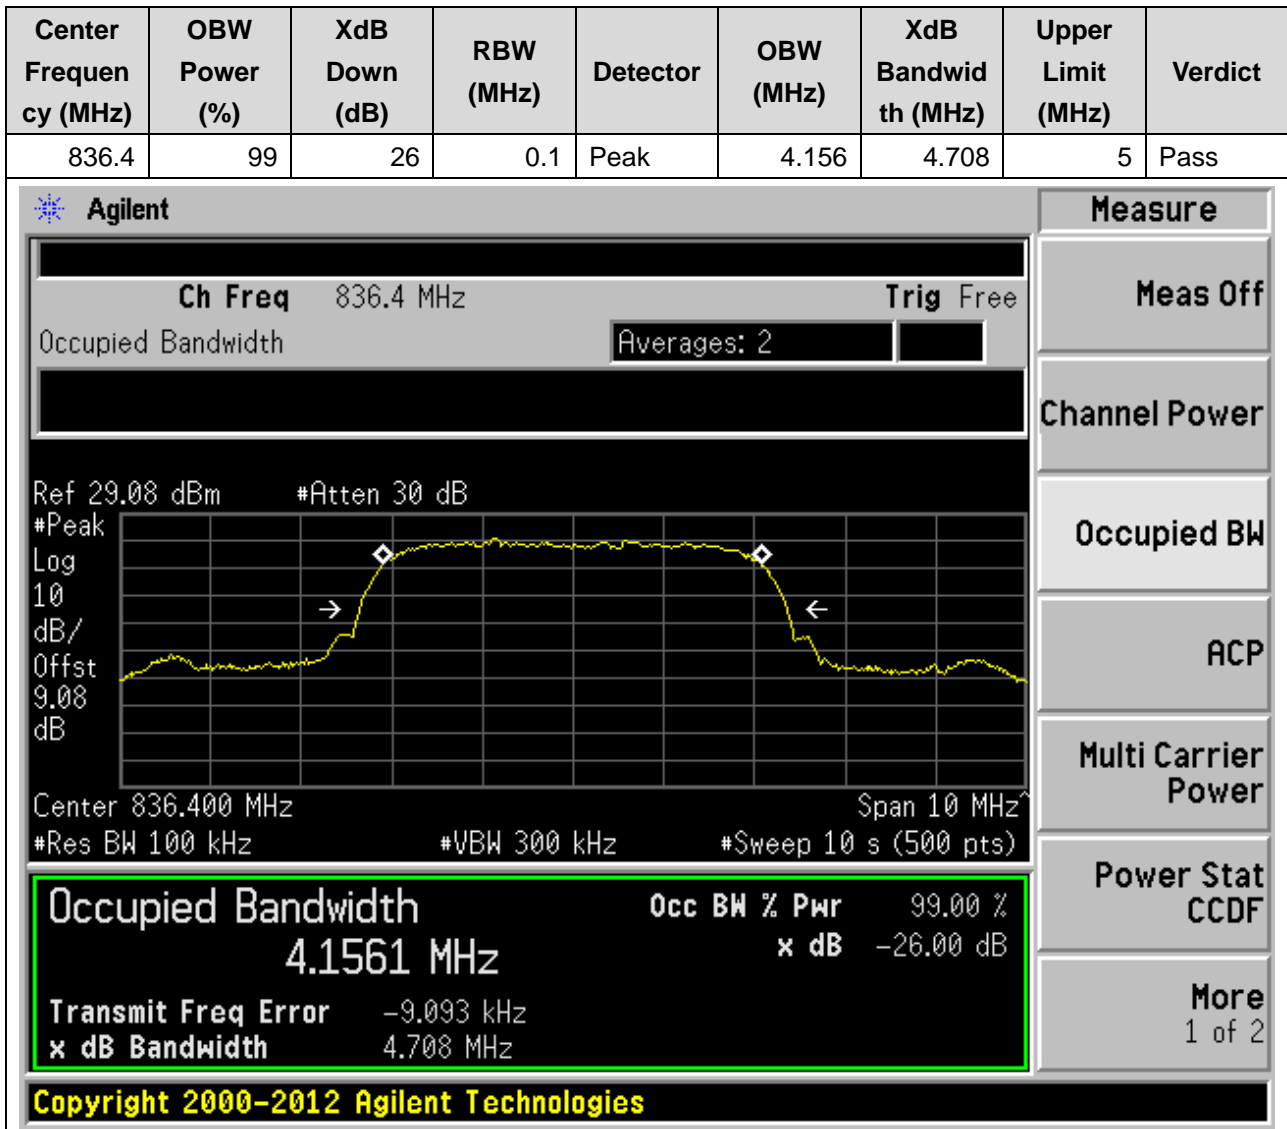 Center Frequen cy (MHz) OBW Power (%) XdB Down (dB) RBW (MHz) Detector OBW (MHz) XdB Bandwid th (MHz) Upper Limit (MHz) Verdict
836.4 99 26 0.1 Peak 4.156 4.708 5 Pass
Agilent
Measure
Ch Freq 836.4 MHz Trig Free
Occupied Bandwidth Averages: 2
Ref 29.08 dBm #Atten 30 dB
#Peak
Log
10
dB/
Offst
9.08
dB
Center 836.400 MHz Span 10 MHz^
#Res BW 100 kHz #VBW 300 kHz #Sweep 10 s (500 pts)
Occupied Bandwidth Occ BW % Pwr 99.00 %
4.1561 MHz x dB -26.00 dB
Transmit Freq Error -9.093 kHz
x dB Bandwidth 4.708 MHz
Meas Off
Channel Power
Occupied BW
ACP
Multi Carrier
Power
Power Stat
CCDF
More
1 of 2
Copyright 2000-2012 Agilent Technologies